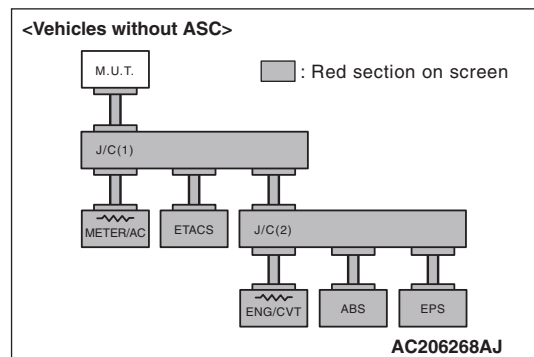 <Vehicles without ASC>
M.U.T.
: Red section on screen
J/C(1)
METER/AC
ETACS
J/C(2)
ENG/CVT
ABS
EPS
AC206268AJ